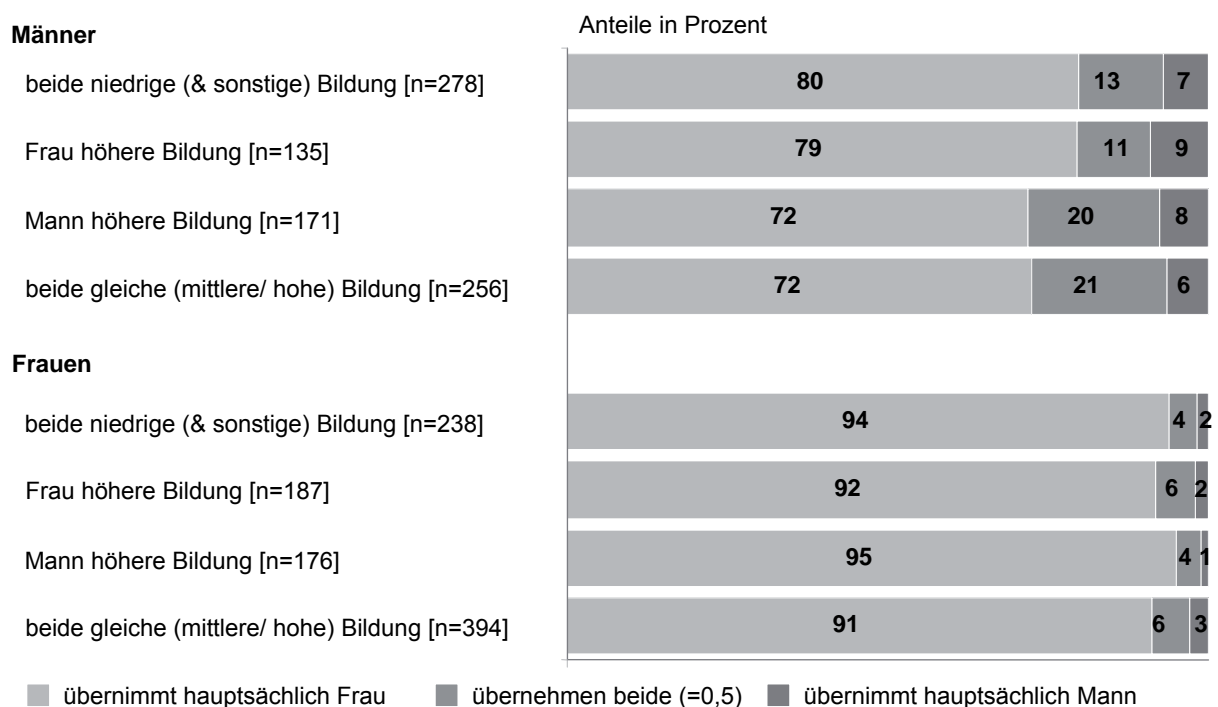 Anteile in Prozent
Männer
beide niedrige (& sonstige) Bildung [n=278] 80 13 7
Frau höhere Bildung [n=135] 79 11 9
Mann höhere Bildung [n=171] 72 20 8
beide gleiche (mittlere/ hohe) Bildung [n=256] 72 21 6
Frauen
beide niedrige (& sonstige) Bildung [n=238] 94 4 2
Frau höhere Bildung [n=187] 92 6 2
Mann höhere Bildung [n=176] 95 4 1
beide gleiche (mittlere/ hohe) Bildung [n=394] 91 6 3
übernimmt hauptsächlich Frau übernehmen beide (=0,5) übernimmt hauptsächlich Mann